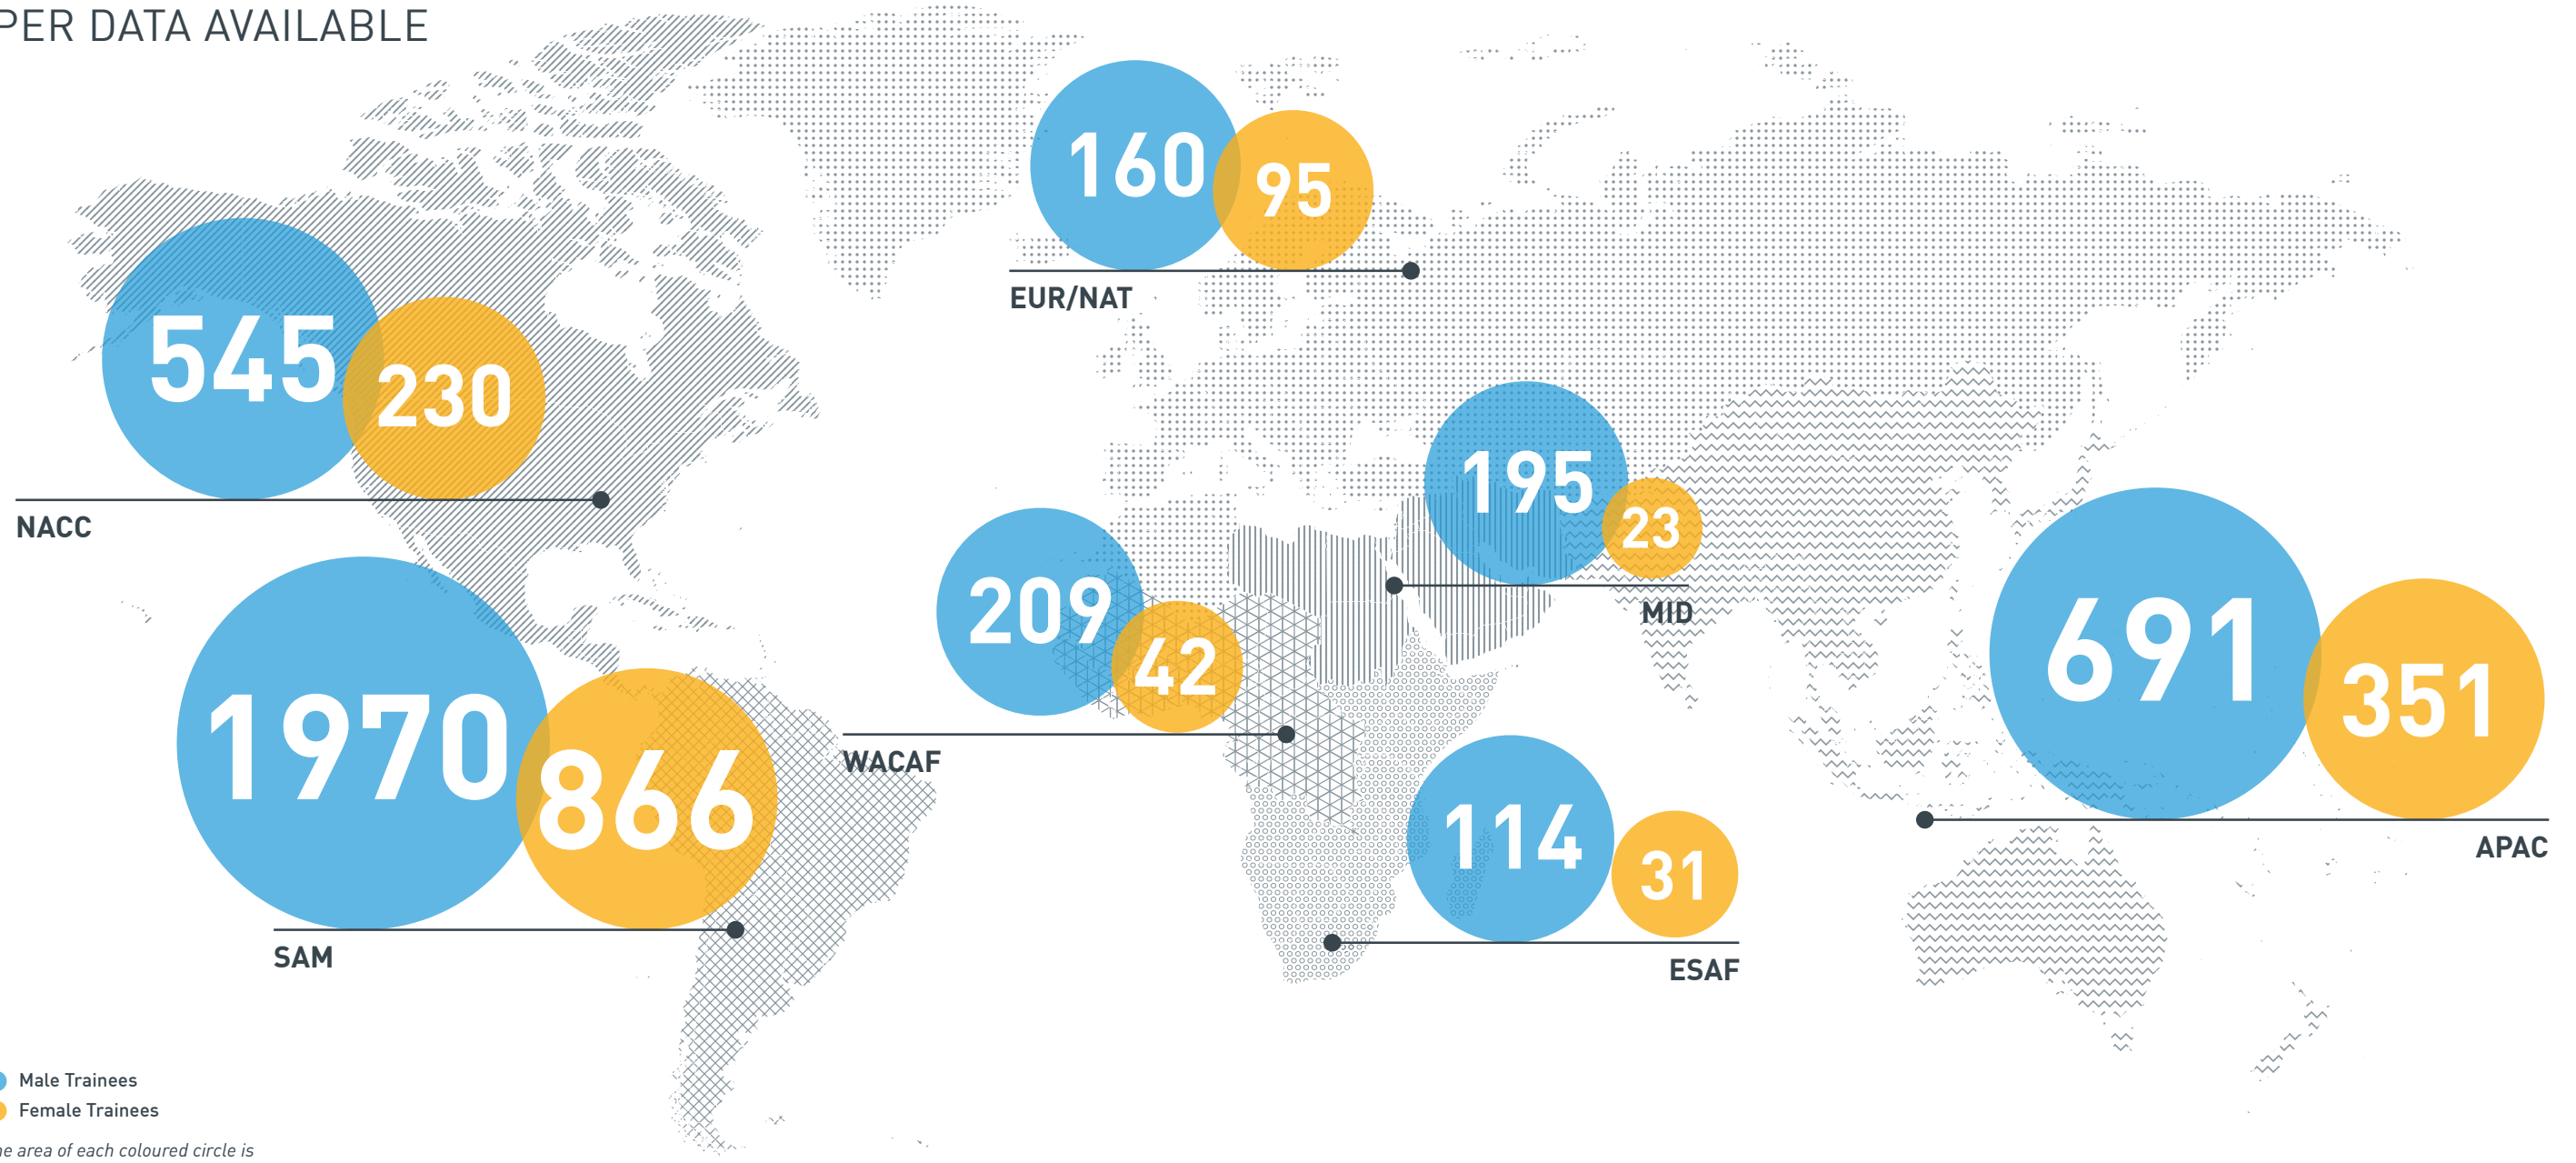 PER DATA AVAILABLE
160
95
EUR/NAT
545
230
NACC
195
23
MID
209
42
WACAF
691
351
APAC
1970
866
SAM
114
31
ESAF
Male Trainees
Female Trainees
area of each coloured circle is